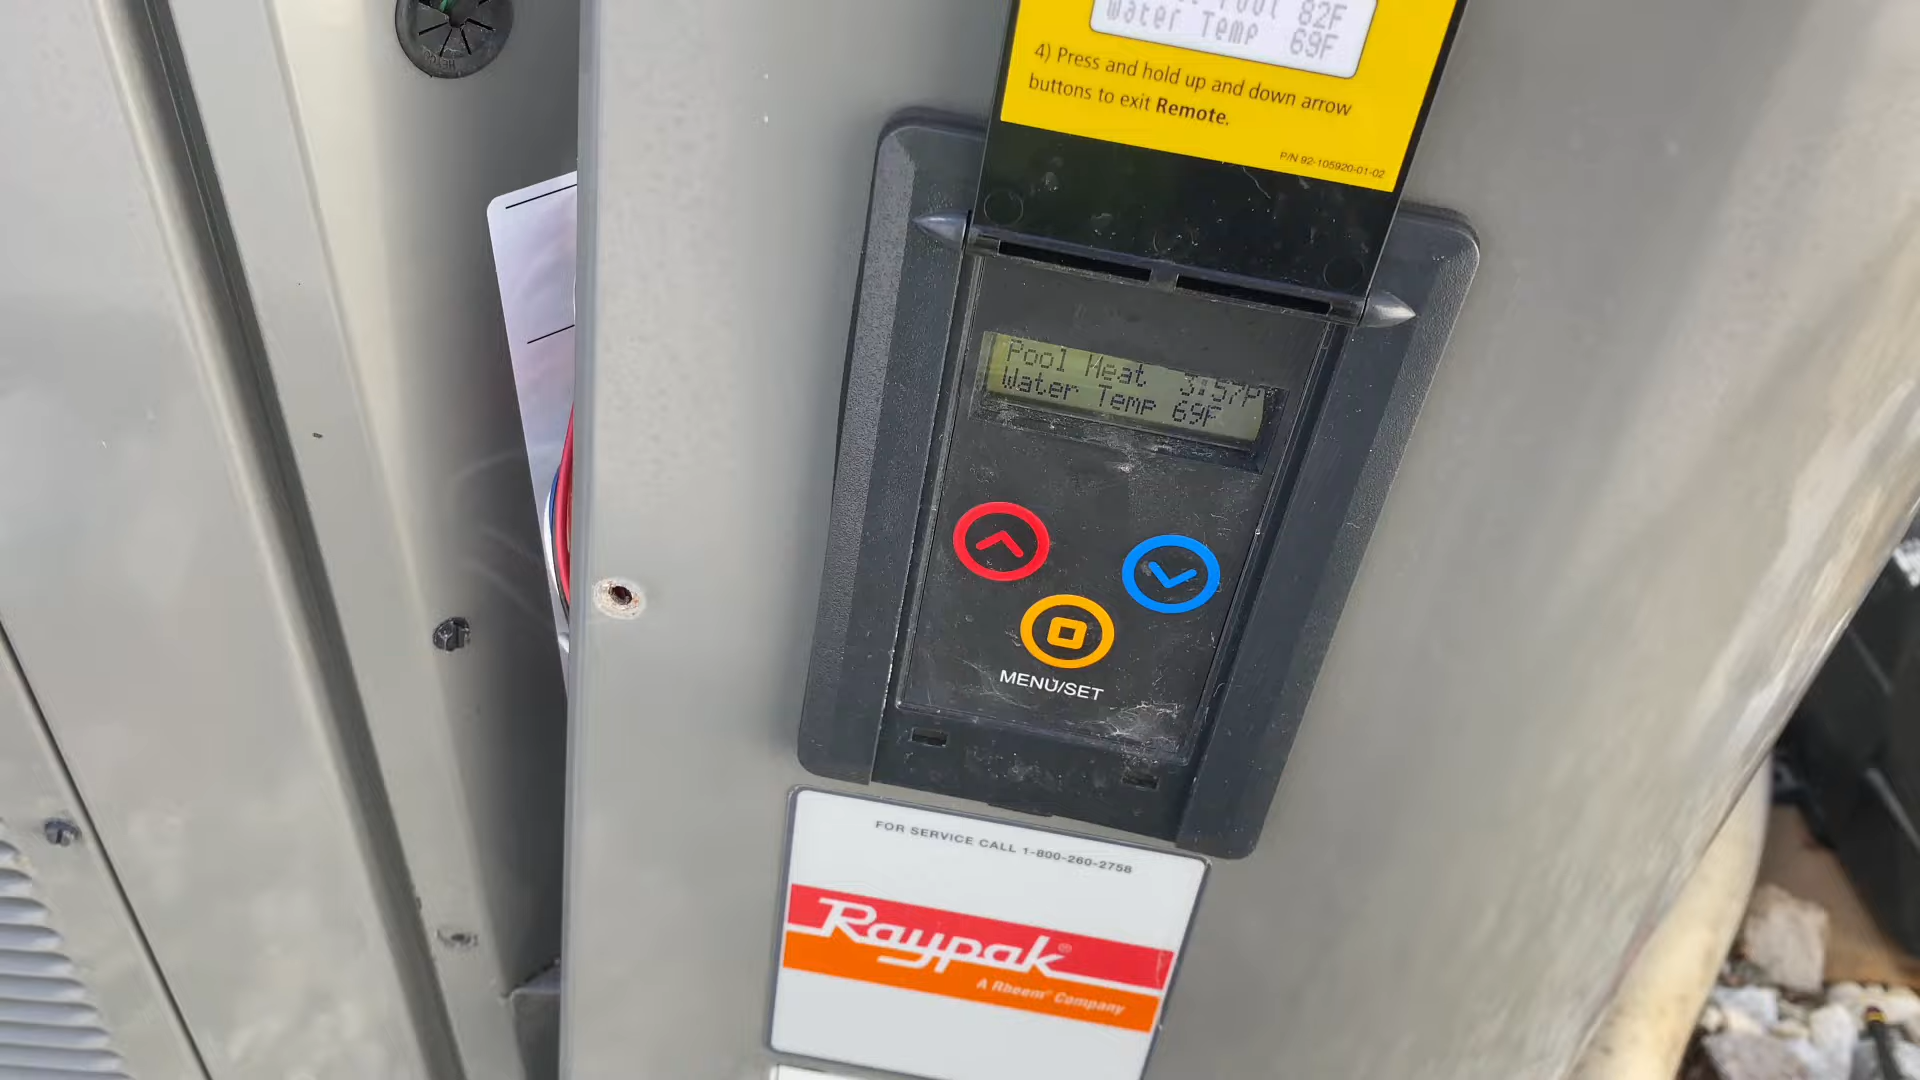 Pool 82F
Water Temp 69F
4) Press and hold up and down arrow
buttons to exit Remote.
P/N 92-105920-01-02
Pool Heat 3:57P
Water Temp 69F
MENU/SET
FOR SERVICE CALL 1-800-260-2758
Raypak®
A Rheem® Company